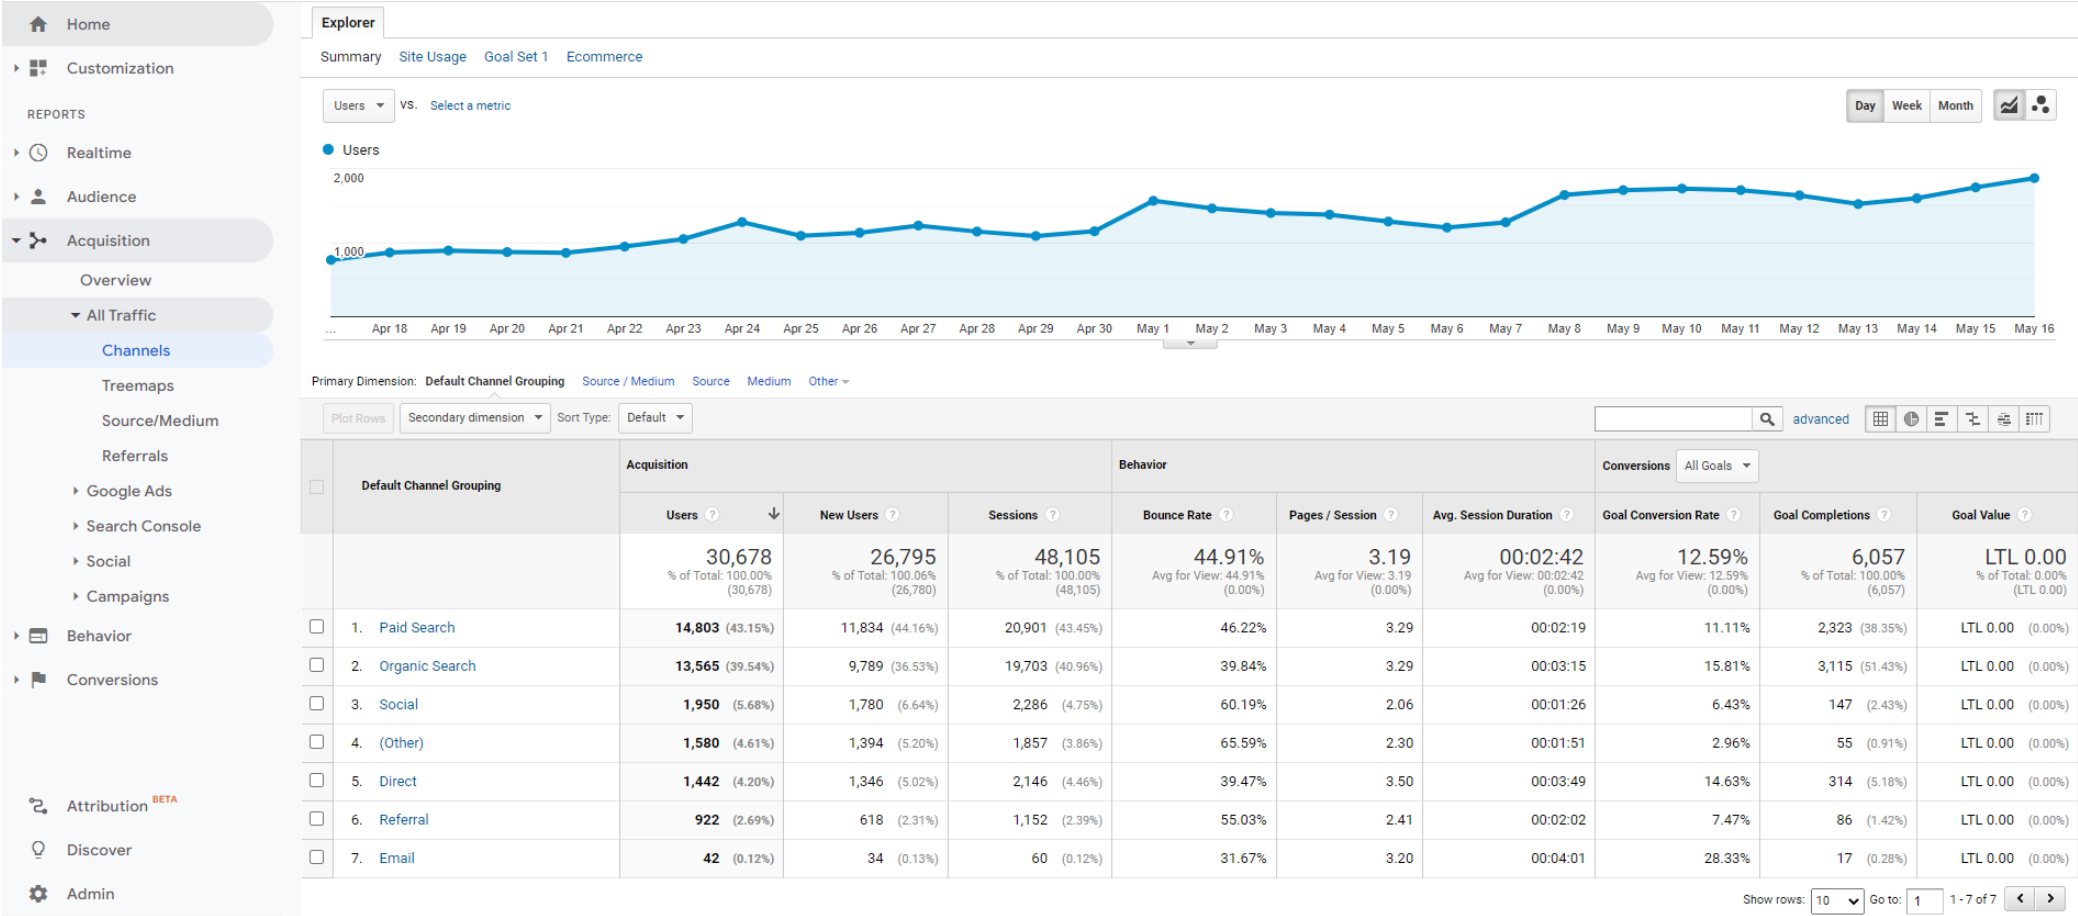 Home
Customization
REPORTS
Realtime
Audience
Acquisition
Overview
All Traffic
Channels
Treemaps
Source/Medium
Referrals
Google Ads
Search Console
Social
Campaigns
Behavior
Conversions
Attribution BETA
Discover
Admin
Explorer
Summary Site Usage Goal Set 1 Ecommerce
Users VS. Select a metric Day Week Month
Users
2,000
1,000
... Apr 18 Apr 19 Apr 20 Apr 21 Apr 22 Apr 23 Apr 24 Apr 25 Apr 26 Apr 27 Apr 28 Apr 29 Apr 30 May 1 May 2 May 3 May 4 May 5 May 6 May 7 May 8 May 9 May 10 May 11 May 12 May 13 May 14 May 15 May 16
Primary Dimension: Default Channel Grouping Source / Medium Source Medium Other
Plot Rows Secondary dimension Sort Type: Default advanced
Default Channel Grouping
Acquisition Behavior Conversions All Goals
Users ? New Users ? Sessions ? Bounce Rate ? Pages / Session ? Avg. Session Duration ? Goal Conversion Rate ? Goal Completions ? Goal Value ?
30,678 26,795 48,105 44.91% 3.19 00:02:42 12.59% 6,057 LTL 0.00
% of Total: 100.00% % of Total: 100.06% % of Total: 100.00% Avg for View: 44.91% Avg for View: 3.19 Avg for View: 00:02:42 Avg for View: 12.59% % of Total: 100.00% % of Total: 0.00%
(30,678) (26,780) (48,105) (0.00%) (0.00%) (0.00%) (0.00%) (6,057) (LTL 0.00)
1. Paid Search 14,803 (43.15%) 11,834 (44.16%) 20,901 (43.45%) 46.22% 3.29 00:02:19 11.11% 2,323 (38.35%) LTL 0.00 (0.00%)
2. Organic Search 13,565 (39.54%) 9,789 (36.53%) 19,703 (40.96%) 39.84% 3.29 00:03:15 15.81% 3,115 (51.43%) LTL 0.00 (0.00%)
3. Social 1,950 (5.68%) 1,780 (6.64%) 2,286 (4.75%) 60.19% 2.06 00:01:26 6.43% 147 (2.43%) LTL 0.00 (0.00%)
4. (Other) 1,580 (4.61%) 1,394 (5.20%) 1,857 (3.86%) 65.59% 2.30 00:01:51 2.96% 55 (0.91%) LTL 0.00 (0.00%)
5. Direct 1,442 (4.20%) 1,346 (5.02%) 2,146 (4.46%) 39.47% 3.50 00:03:49 14.63% 314 (5.18%) LTL 0.00 (0.00%)
6. Referral 922 (2.69%) 618 (2.31%) 1,152 (2.39%) 55.03% 2.41 00:02:02 7.47% 86 (1.42%) LTL 0.00 (0.00%)
7. Email 42 (0.12%) 34 (0.13%) 60 (0.12%) 31.67% 3.20 00:04:01 28.33% 17 (0.28%) LTL 0.00 (0.00%)
Show rows: 10 Go to: 1 1 - 7 of 7